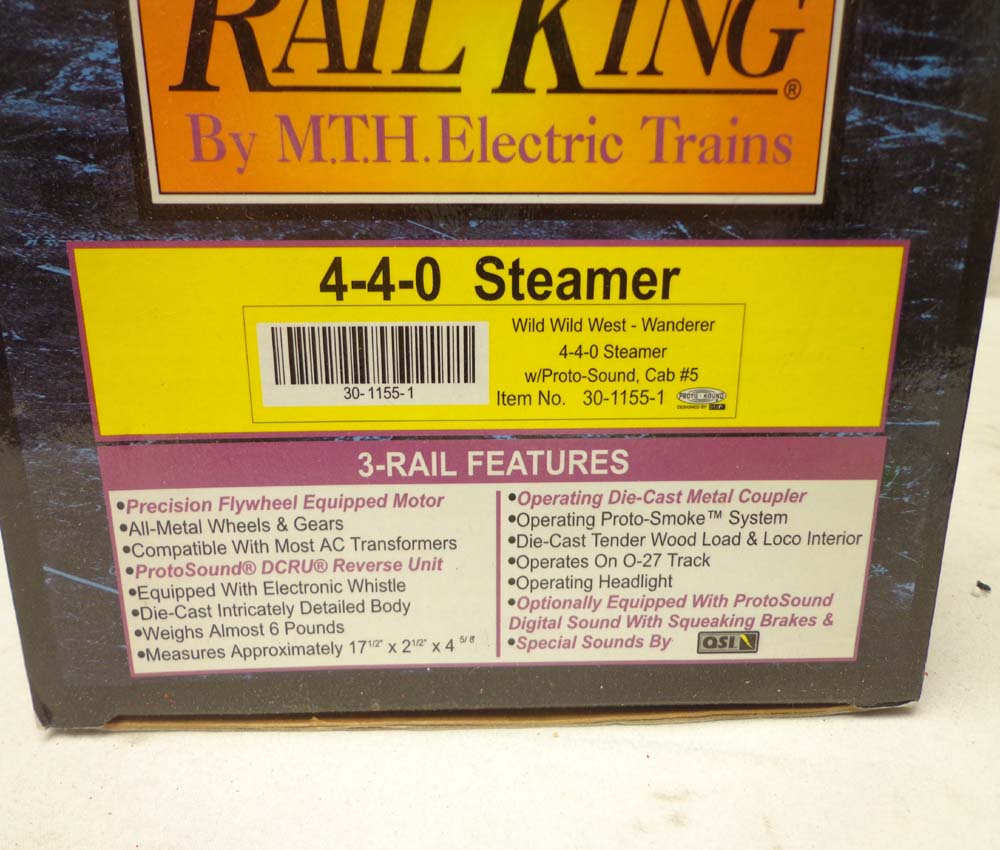 RAIL KING®
By M.T.H. Electric Trains
4-4-0 Steamer
30-1155-1
Wild Wild West - Wanderer
4-4-0 Steamer
w/Proto-Sound, Cab #5
Item No. 30-1155-1
PROTO-SOUND
DESIGNED BY
3-RAIL FEATURES
•Precision Flywheel Equipped Motor
•All-Metal Wheels & Gears
•Compatible With Most AC Transformers
•ProtoSound® DCRU® Reverse Unit
•Equipped With Electronic Whistle
•Die-Cast Intricately Detailed Body
•Weighs Almost 6 Pounds
•Measures Approximately 17 1/2" x 2 1/2" x 4 5/8
•Operating Die-Cast Metal Coupler
•Operating Proto-Smoke™ System
•Die-Cast Tender Wood Load & Loco Interior
•Operates On O-27 Track
•Operating Headlight
•Optionally Equipped With ProtoSound
Digital Sound With Squeaking Brakes &
•Special Sounds By QSI